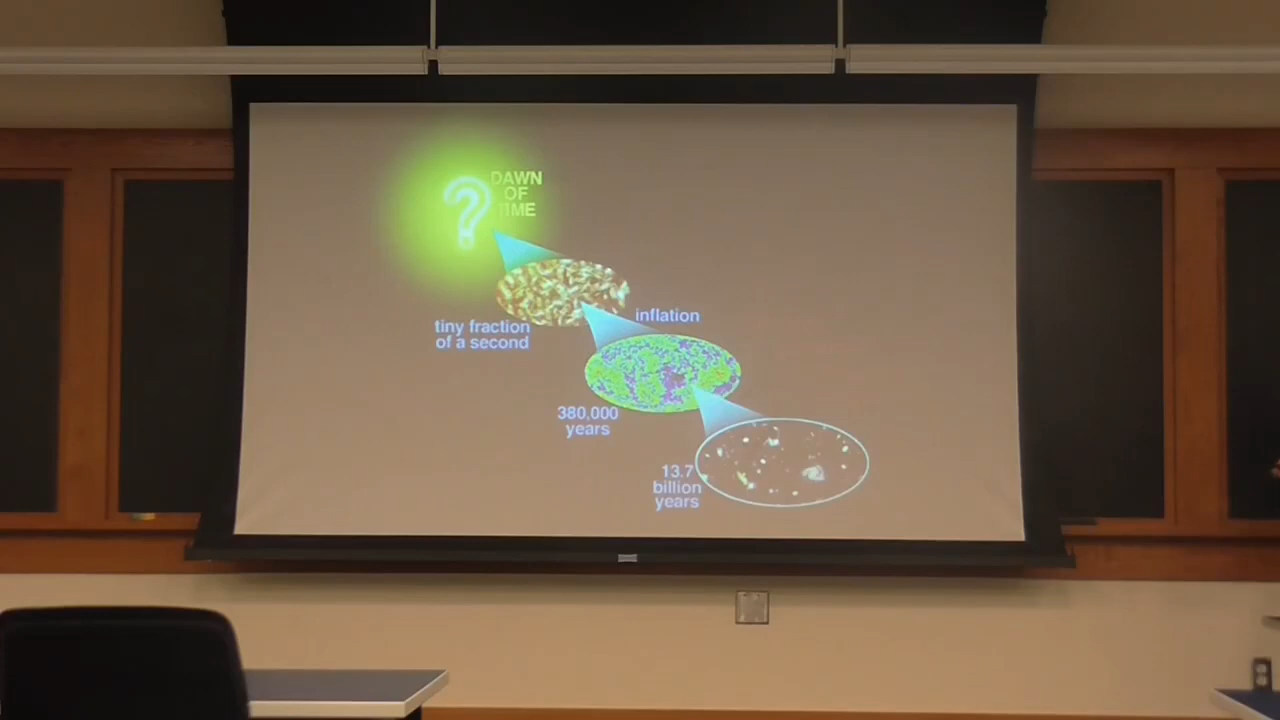 ?
DAWN
OF
TIME
tiny fraction
of a second
inflation
380,000
years
13.7
billion
years